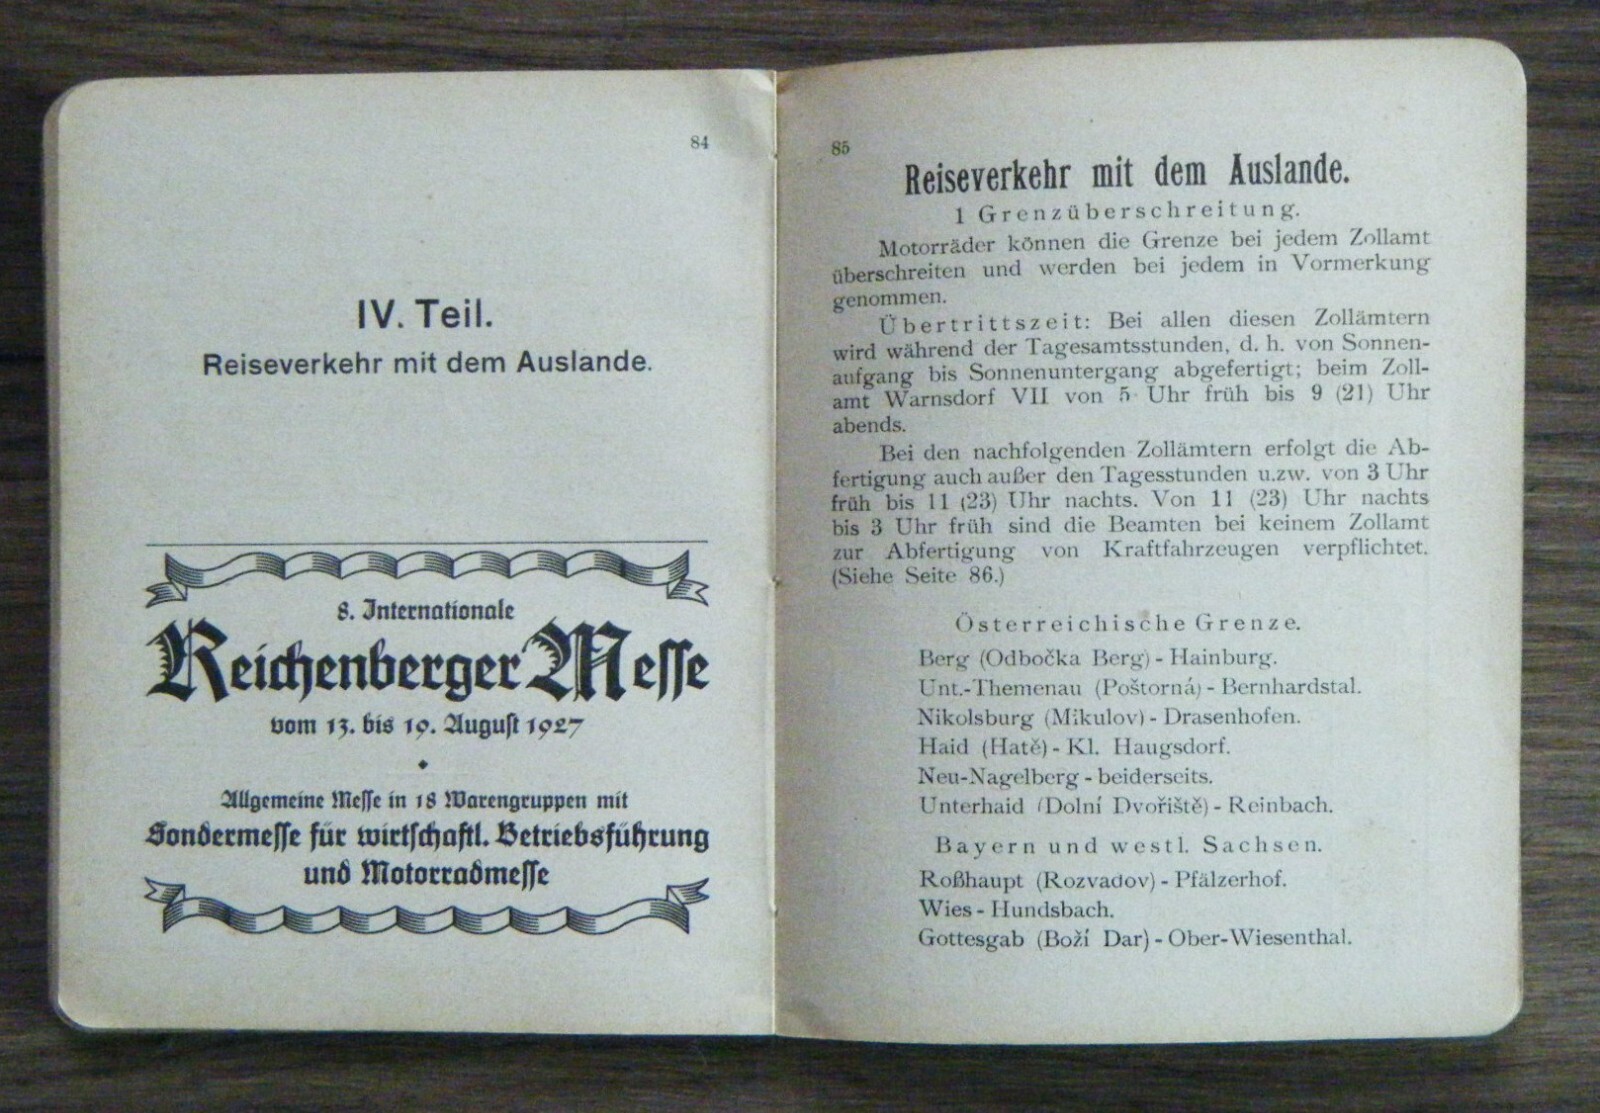 84
IV. Teil.
Reiseverkehr mit dem Auslande.
8. Internationale
Reichenberger Messe
vom 13. bis 19. August 1927
Allgemeine Messe in 18 Warengruppen mit
Sondermesse für wirtschaftl. Betriebsführung
und Motorradmesse
85
Reiseverkehr mit dem Auslande.
1 Grenzüberschreitung.
Motorräder können die Grenze bei jedem Zollamt
überschreiten und werden bei jedem in Vormerkung
genommen.
Übertrittszeit: Bei allen diesen Zollämtern
wird während der Tagesamtsstunden, d. h. von Sonnen-
aufgang bis Sonnenuntergang abgefertigt; beim Zoll-
amt Warnsdorf VII von 5 Uhr früh bis 9 (21) Uhr
abends.
Bei den nachfolgenden Zollämtern erfolgt die Ab-
fertigung auch außer den Tagesstunden u.zw. von 3 Uhr
früh bis 11 (23) Uhr nachts. Von 11 (23) Uhr nachts
bis 3 Uhr früh sind die Beamten bei keinem Zollamt
zur Abfertigung von Kraftfahrzeugen verpflichtet.
(Siehe Seite 86.)
Österreichische Grenze.
Berg (Odbočka Berg) - Hainburg.
Unt.-Themenau (Poštorná) - Bernhardstal.
Nikolsburg (Mikulov) - Drasenhofen.
Haid (Hatě) - Kl. Haugsdorf.
Neu-Nagelberg - beiderseits.
Unterhaid (Dolní Dvořiště) - Reinbach.
Bayern und westl. Sachsen.
Roßhaupt (Rozvadov) - Pfälzerhof.
Wies - Hundsbach.
Gottesgab (Boží Dar) - Ober-Wiesenthal.